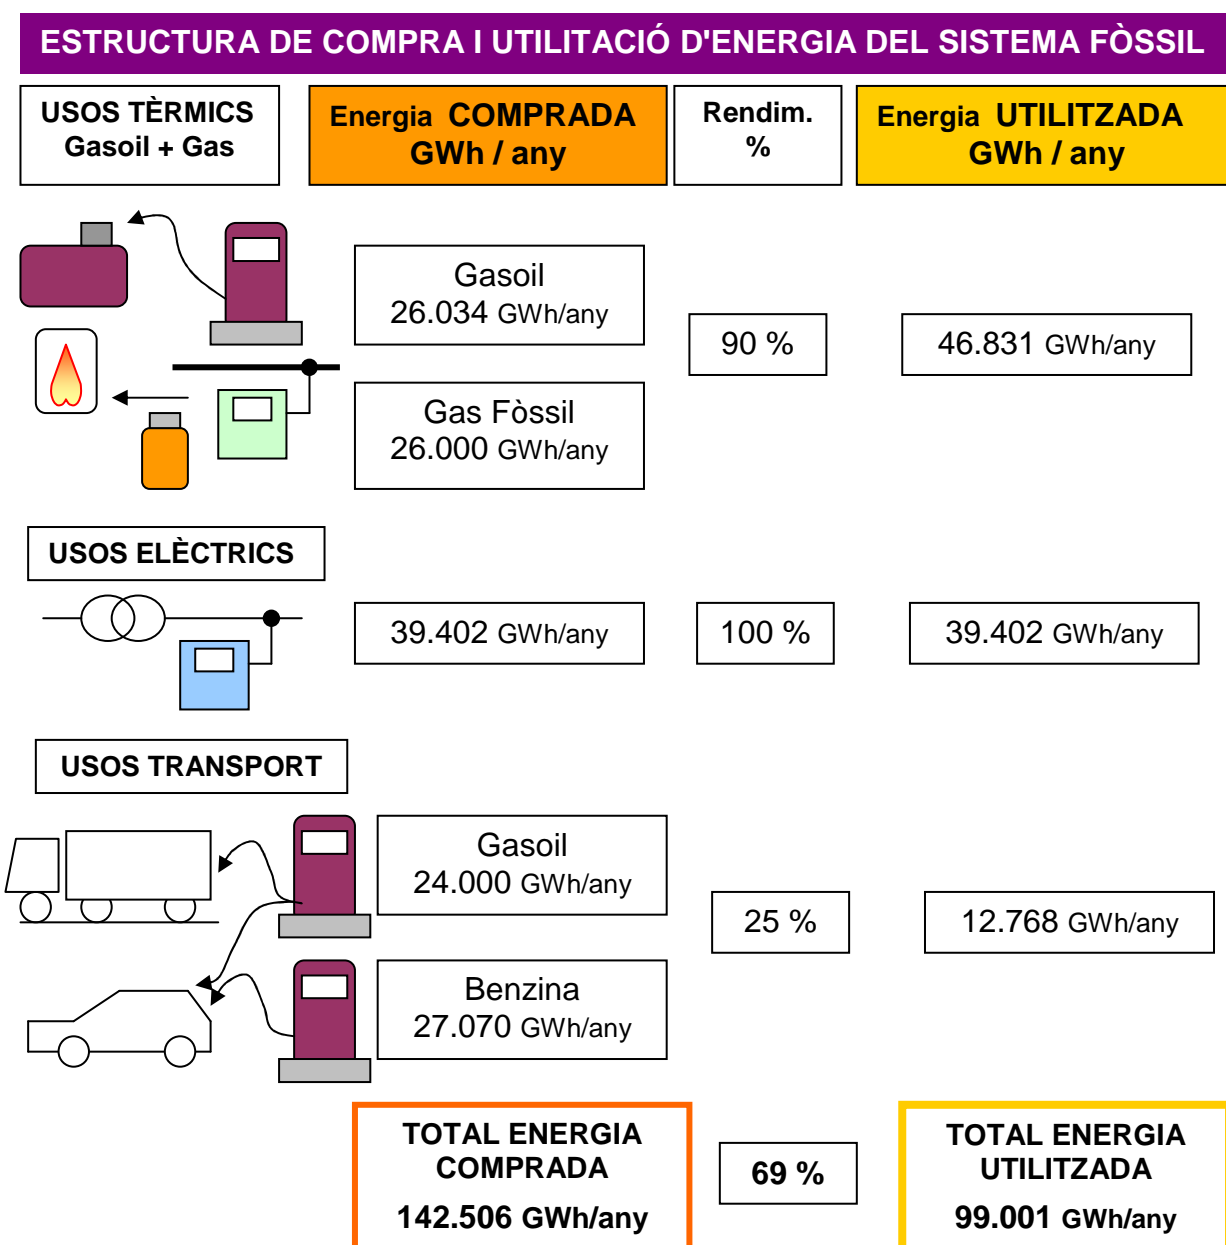 ESTRUCTURA DE COMPRA I UTILITACIÓ D'ENERGIA DEL SISTEMA FÒSSIL
USOS TÈRMICS
Gasoil + Gas
Energia COMPRADA
GWh / any
Rendim.
%
Energia UTILITZADA
GWh / any
Gasoil
26.034 GWh/any
90 %
46.831 GWh/any
Gas Fòssil
26.000 GWh/any
USOS ELÈCTRICS
39.402 GWh/any
100 %
39.402 GWh/any
USOS TRANSPORT
Gasoil
24.000 GWh/any
25 %
12.768 GWh/any
Benzina
27.070 GWh/any
TOTAL ENERGIA
COMPRADA
142.506 GWh/any
69 %
TOTAL ENERGIA
UTILITZADA
99.001 GWh/any